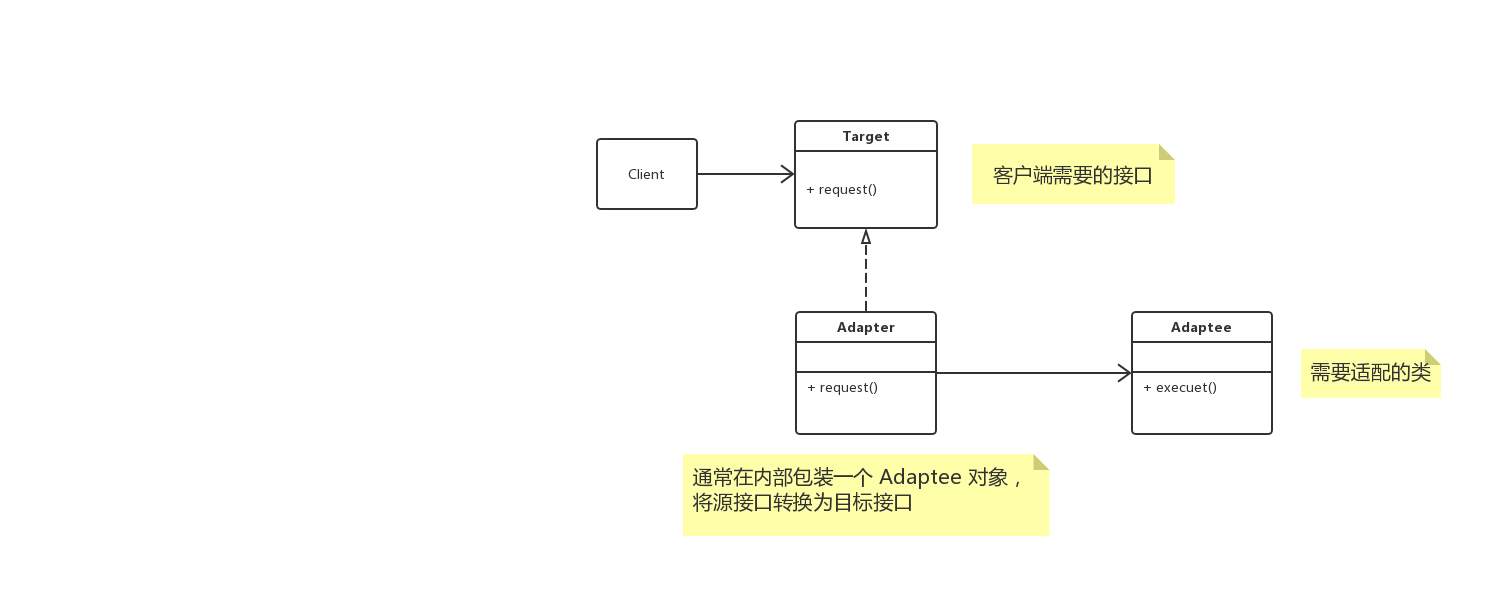 Target
Client
+ request()
客户端需要的接口
Adapter
+ request()
Adaptee
+ execuet()
需要适配的类
通常在内部包装一个 Adaptee 对象，
将源接口转换为目标接口